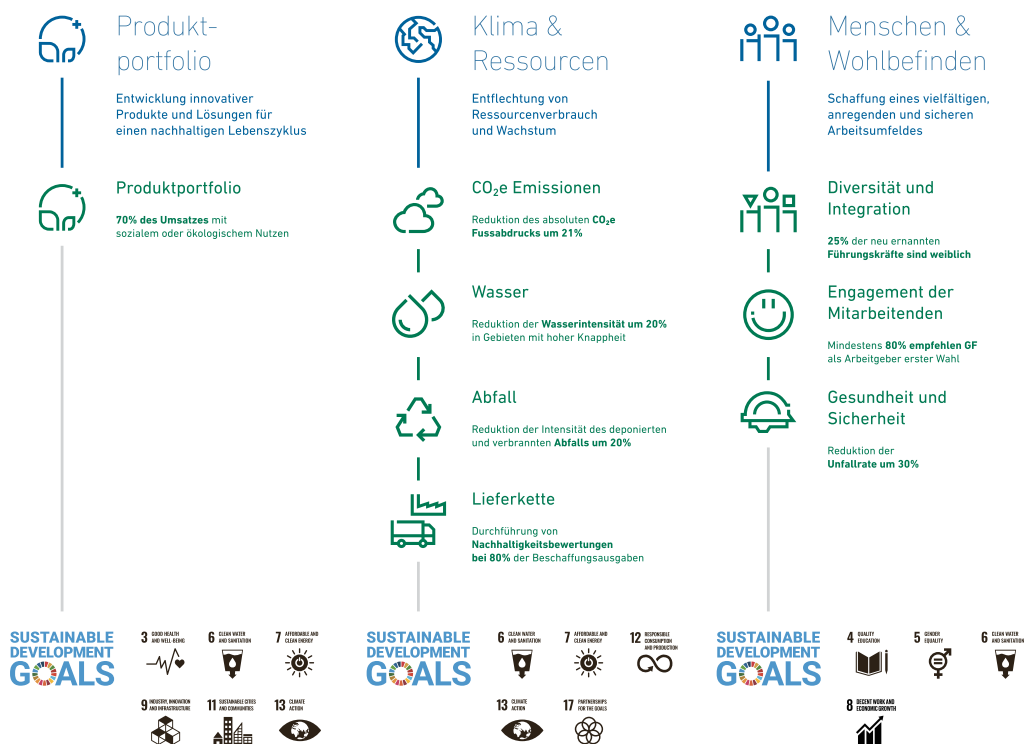 Produkt-
portfolio
Entwicklung innovativer
Produkte und Lösungen für
einen nachhaltigen Lebenszyklus
Produktportfolio
70% des Umsatzes mit
sozialem oder ökologischem Nutzen
SUSTAINABLE
DEVELOPMENT
GOALS
3 GOOD HEALTH
AND WELL-BEING
6 CLEAN WATER
AND SANITATION
7 AFFORDABLE AND
CLEAN ENERGY
9 INDUSTRY, INNOVATION
AND INFRASTRUCTURE
11 SUSTAINABLE CITIES
AND COMMUNITIES
13 CLIMATE
ACTION
Klima &
Ressourcen
Entflechtung von
Ressourcenverbrauch
und Wachstum
CO₂e Emissionen
Reduktion des absoluten CO₂e
Fussabdrucks um 21%
Wasser
Reduktion der Wasserintensität um 20%
in Gebieten mit hoher Knappheit
Abfall
Reduktion der Intensität des deponierten
und verbrannten Abfalls um 20%
Lieferkette
Durchführung von
Nachhaltigkeitsbewertungen
bei 80% der Beschaffungsausgaben
SUSTAINABLE
DEVELOPMENT
GOALS
6 CLEAN WATER
AND SANITATION
7 AFFORDABLE AND
CLEAN ENERGY
12 RESPONSIBLE
CONSUMPTION
AND PRODUCTION
13 CLIMATE
ACTION
17 PARTNERSHIPS
FOR THE GOALS
Menschen &
Wohlbefinden
Schaffung eines vielfältigen,
anregenden und sicheren
Arbeitsumfeldes
Diversität und
Integration
25% der neu ernannten
Führungskräfte sind weiblich
Engagement der
Mitarbeitenden
Mindestens 80% empfehlen GF
als Arbeitgeber erster Wahl
Gesundheit und
Sicherheit
Reduktion der
Unfallrate um 30%
SUSTAINABLE
DEVELOPMENT
GOALS
4 QUALITY
EDUCATION
5 GENDER
EQUALITY
6 CLEAN WATER
AND SANITATION
8 DECENT WORK AND
ECONOMIC GROWTH